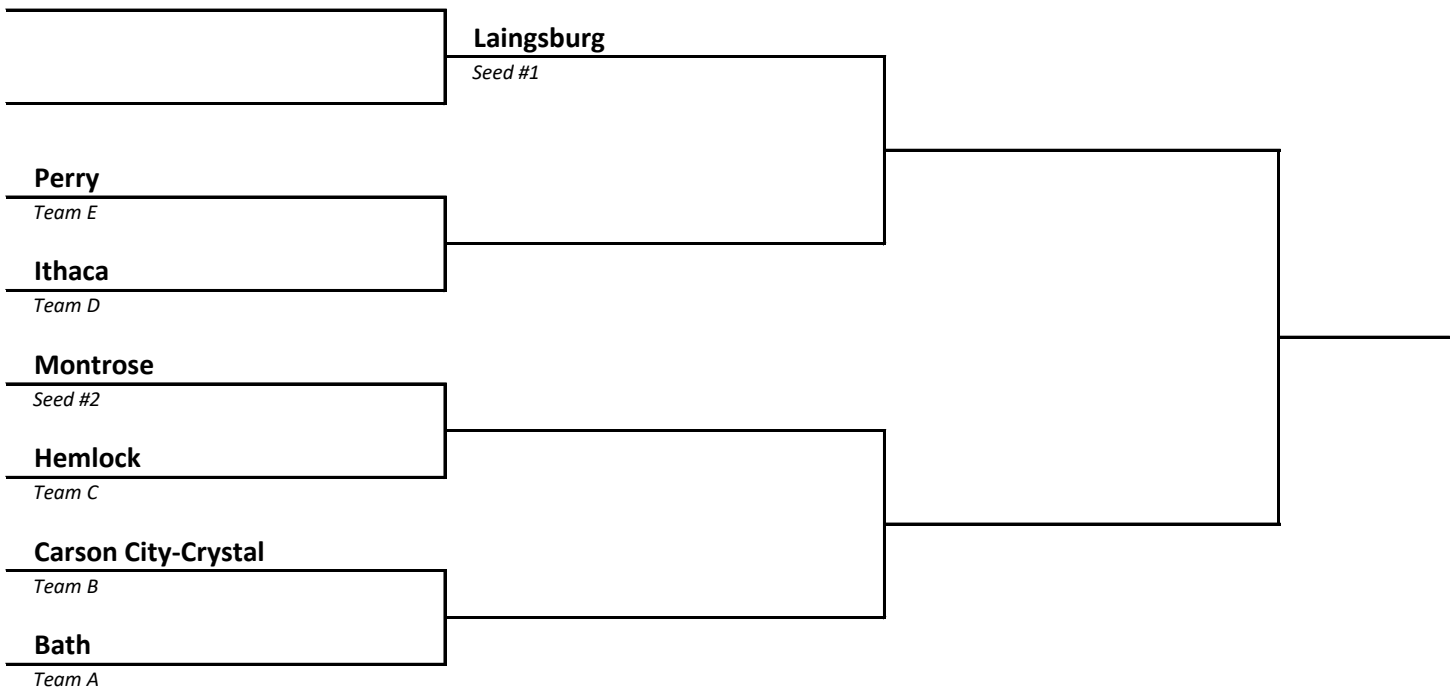 Laingsburg
Seed #1
Perry
Team E
Ithaca
Team D
Montrose
Seed #2
Hemlock
Team C
Carson City-Crystal
Team B
Bath
Team A